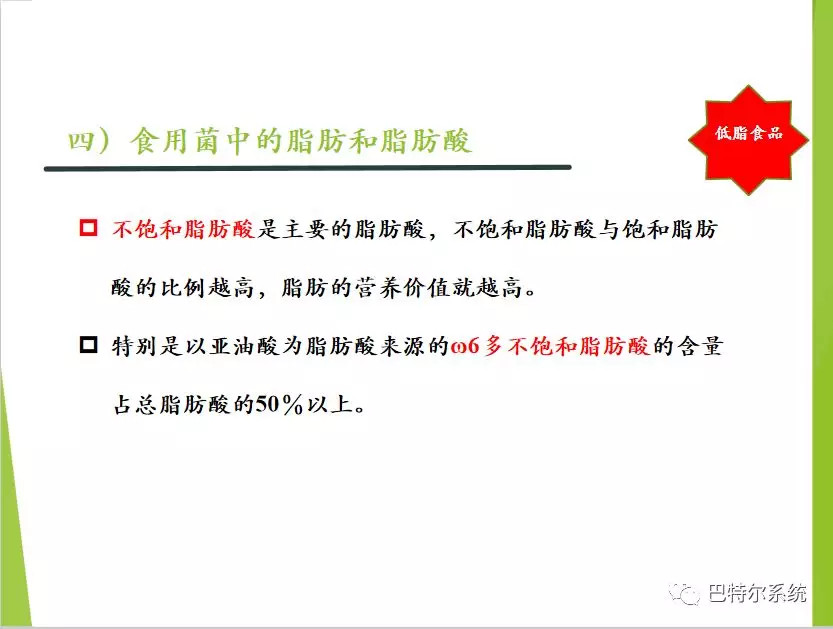 四）食用菌中的脂肪和脂肪酸
低脂食品
不饱和脂肪酸是主要的脂肪酸，不饱和脂肪酸与饱和脂肪
酸的比例越高，脂肪的营养价值就越高。
特别是以亚油酸为脂肪酸来源的ω6多不饱和脂肪酸的含量
占总脂肪酸的50％以上。
巴特尔系统